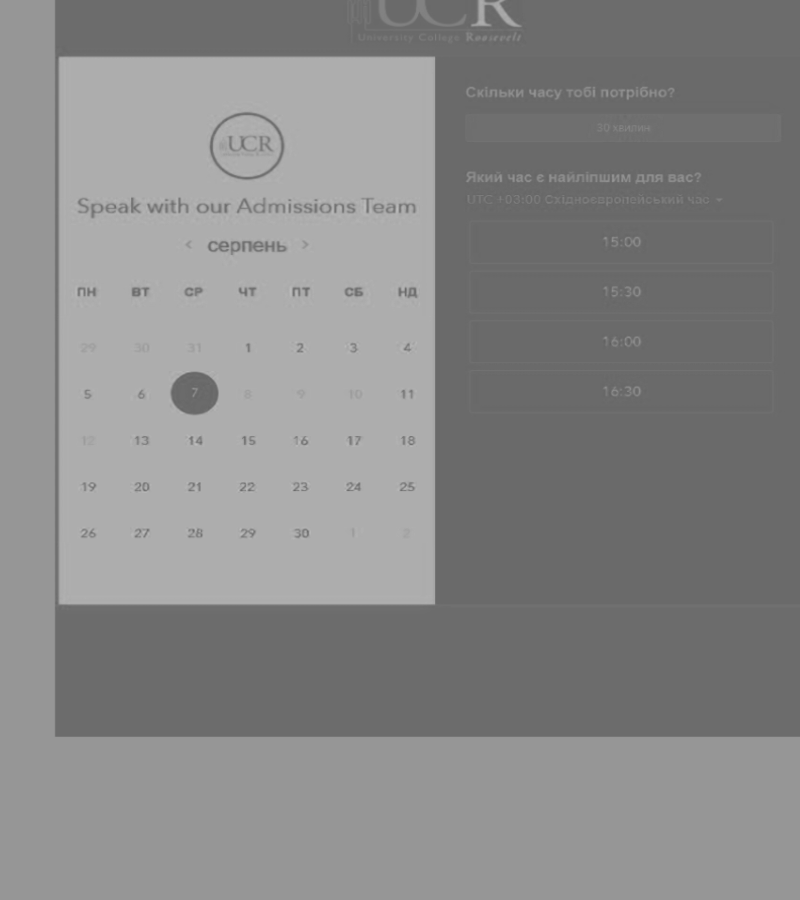 UCR
University College Roosevelt
UCR
Speak with our Admissions Team
‹ серпень ›
ПН ВТ СР ЧТ ПТ СБ НД
29 30 31 1 2 3 4
5 6 7 8 9 10 11
12 13 14 15 16 17 18
19 20 21 22 23 24 25
26 27 28 29 30 1 2
Скільки часу тобі потрібно?
30 хвилин
Який час є найліпшим для вас?
UTC +03:00 Східноєвропейський час
15:00
15:30
16:00
16:30